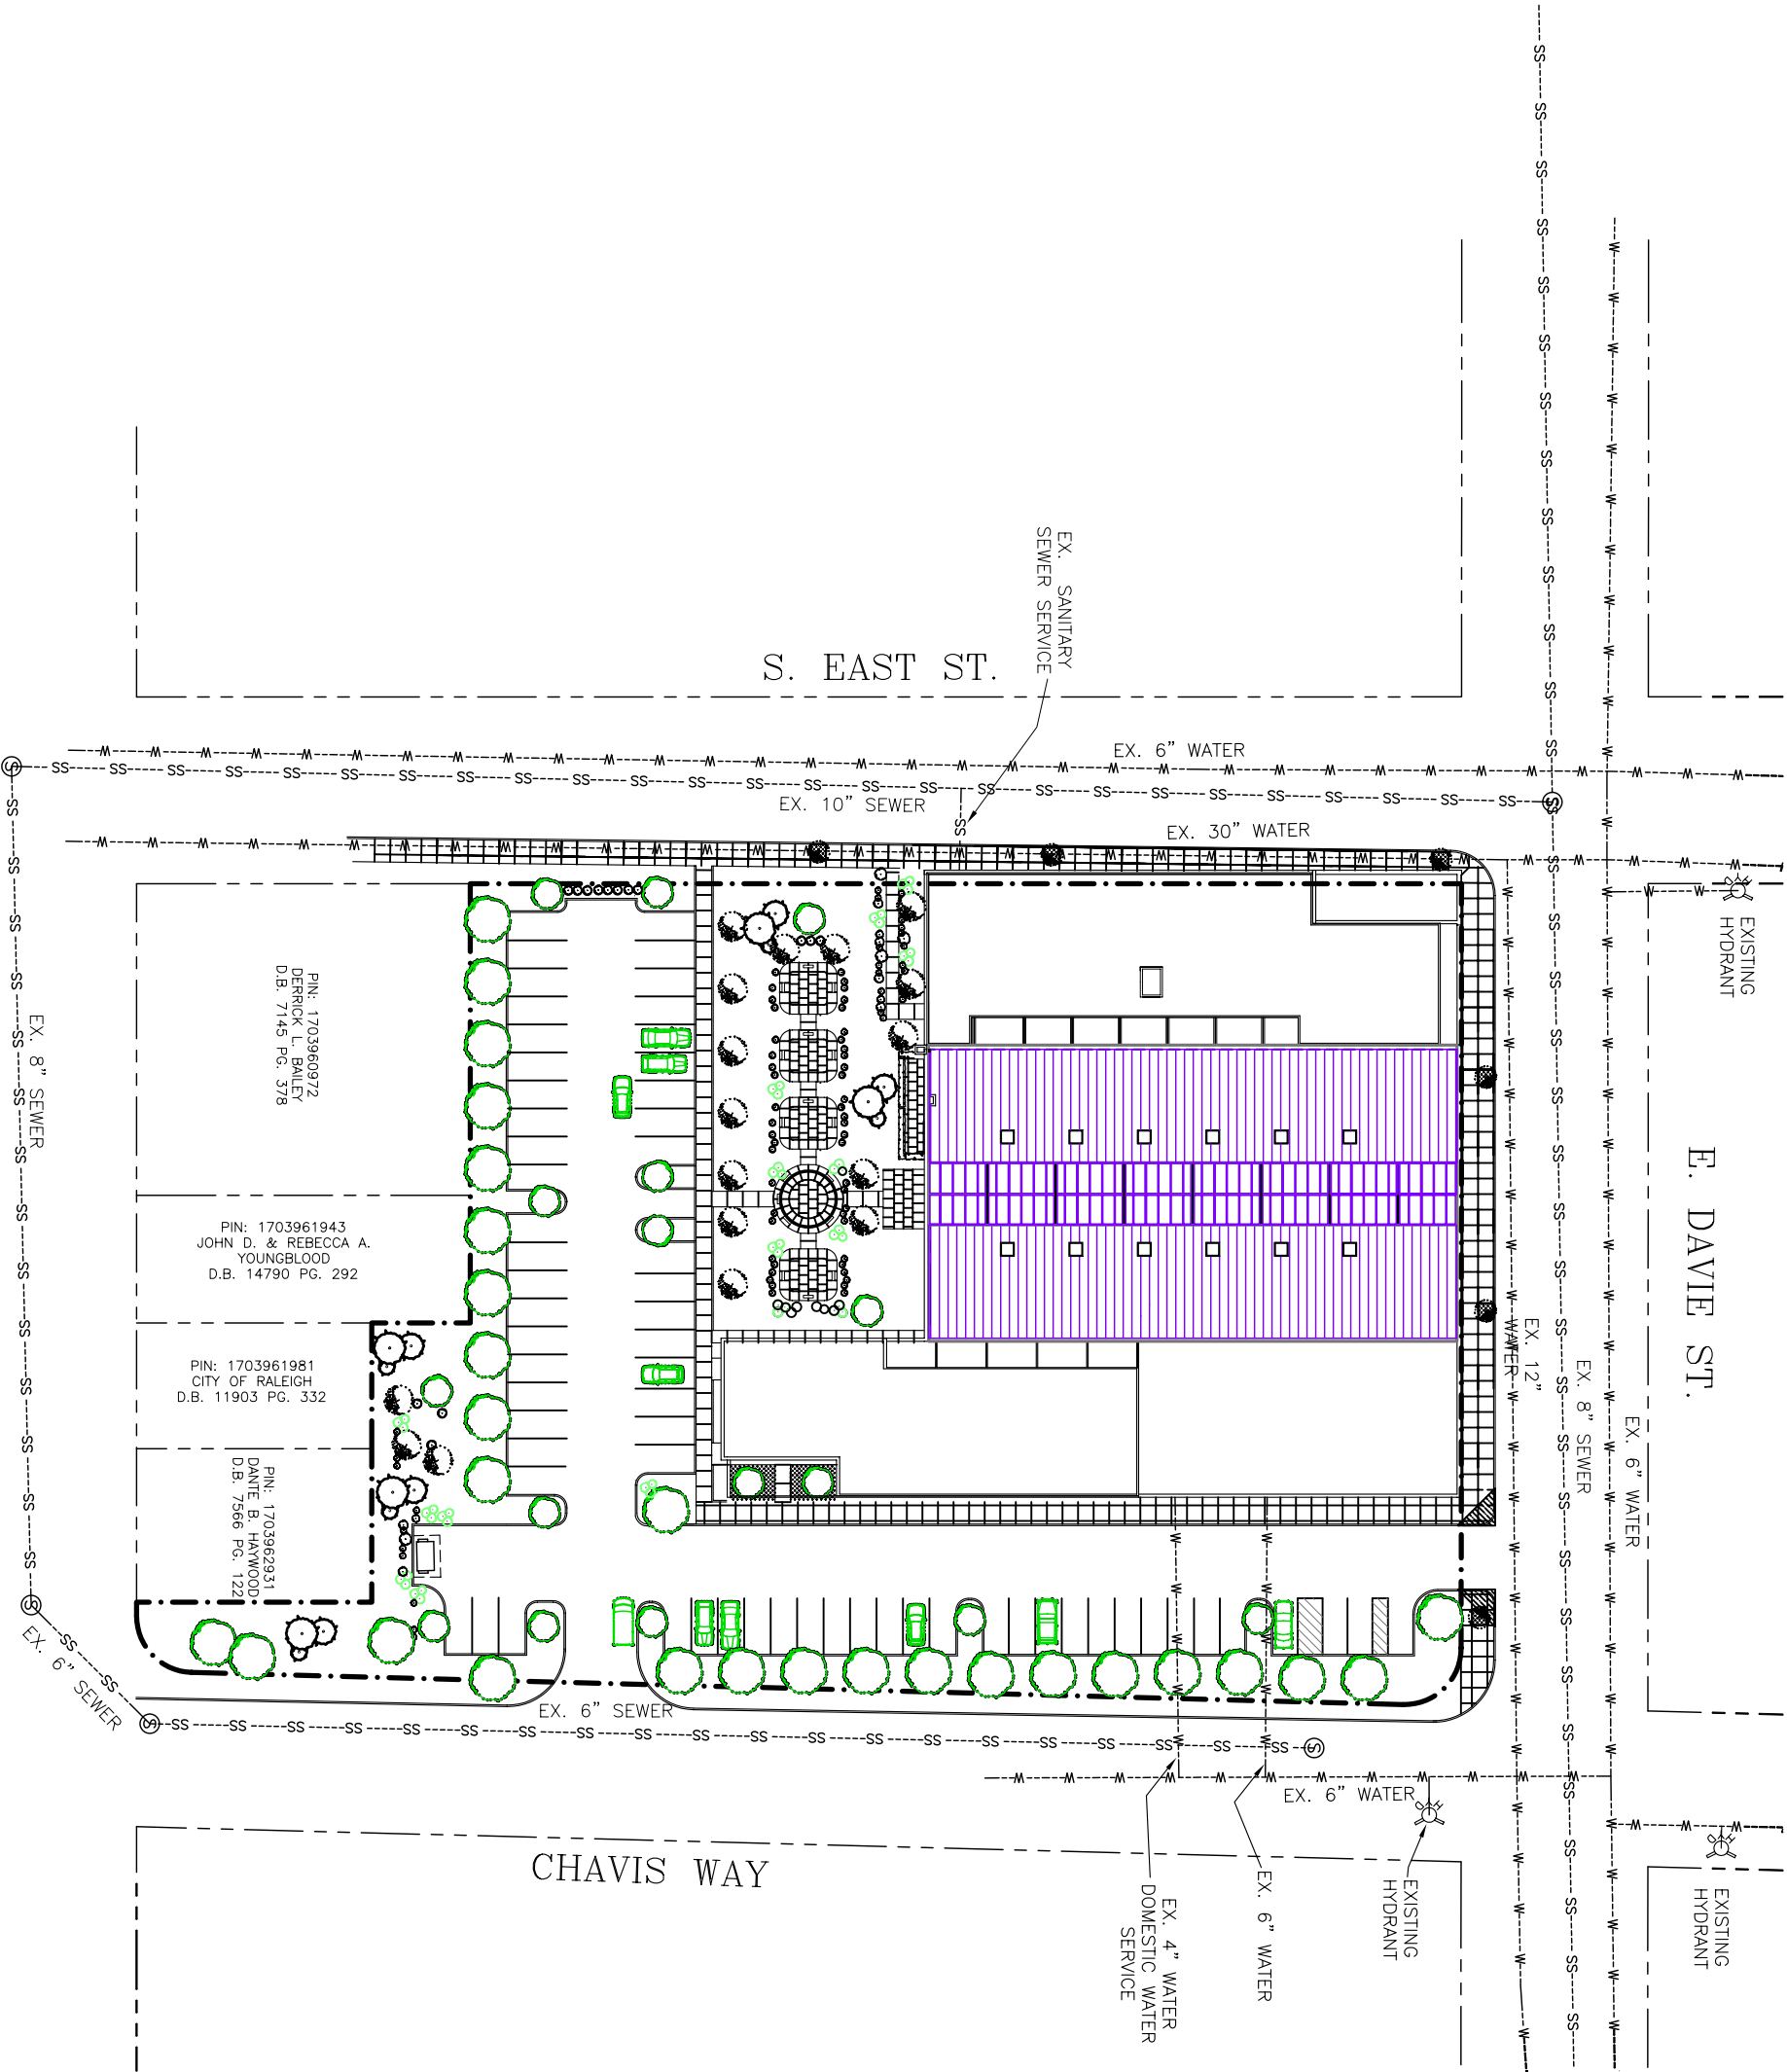 EX. SANITARY
SEWER SERVICE
S. EAST ST.
EX. 6" WATER
EX. 10" SEWER
EX. 30" WATER
EXISTING
HYDRANT
PIN: 1703960972
DERRICK L. BAILEY
D.B. 7145 PG. 378
EX. 8" SEWER
E. DAVIE ST.
PIN: 1703961943
JOHN D. & REBECCA A.
YOUNGBLOOD
D.B. 14790 PG. 292
EX. 12"
WATER
PIN: 1703961981
CITY OF RALEIGH
D.B. 11903 PG. 332
EX. 8" SEWER
EX. 6" WATER
PIN: 1703962931
DANTE B. HAYWOOD
D.B. 7566 PG. 122
EX. 6" SEWER
EX. 6" SEWER
EX. 6" WATER
CHAVIS WAY
EX. 4" WATER
DOMESTIC WATER
SERVICE
EX. 6" WATER
EXISTING
HYDRANT
EXISTING
HYDRANT